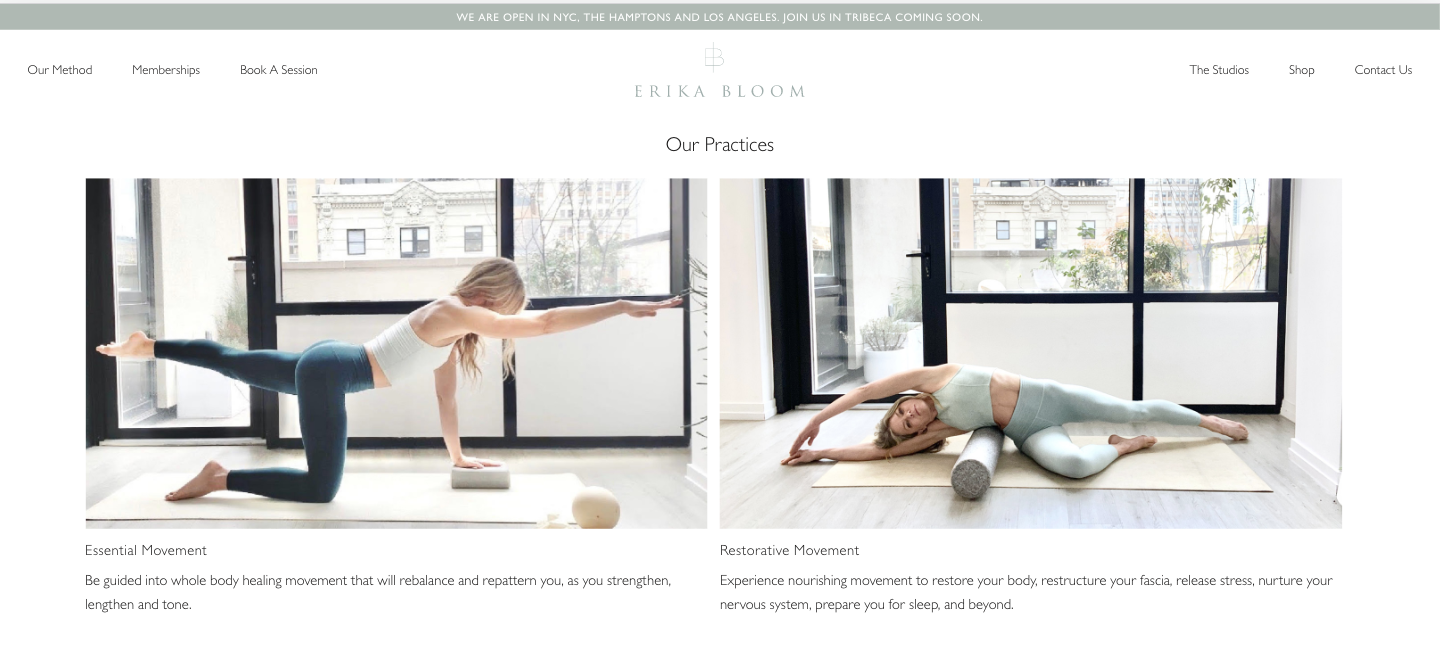 WE ARE OPEN IN NYC, THE HAMPTONS AND LOS ANGELES. JOIN US IN TRIBECA COMING SOON.
Our Method
Memberships
Book A Session
ERIKA BLOOM
The Studios
Shop
Contact Us
Our Practices
Essential Movement
Be guided into whole body healing movement that will rebalance and repattern you, as you strengthen,
lengthen and tone.
Restorative Movement
Experience nourishing movement to restore your body, restructure your fascia, release stress, nurture your
nervous system, prepare you for sleep, and beyond.